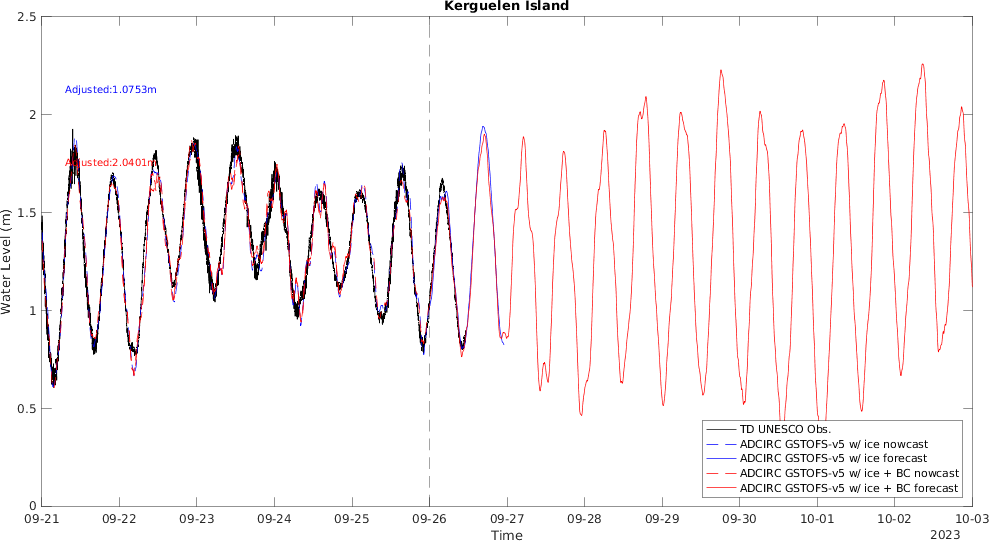 Kerguelen Island
2.5
2
1.5
1
0.5
0
Water Level (m)
Adjusted:1.0753m
Adjusted:2.0401m
TD UNESCO Obs.
ADCIRC GSTOFS-v5 w/ ice nowcast
ADCIRC GSTOFS-v5 w/ ice forecast
ADCIRC GSTOFS-v5 w/ ice + BC nowcast
ADCIRC GSTOFS-v5 w/ ice + BC forecast
09-21 09-22 09-23 09-24 09-25 09-26 09-27 09-28 09-29 09-30 10-01 10-02 10-03
Time
2023